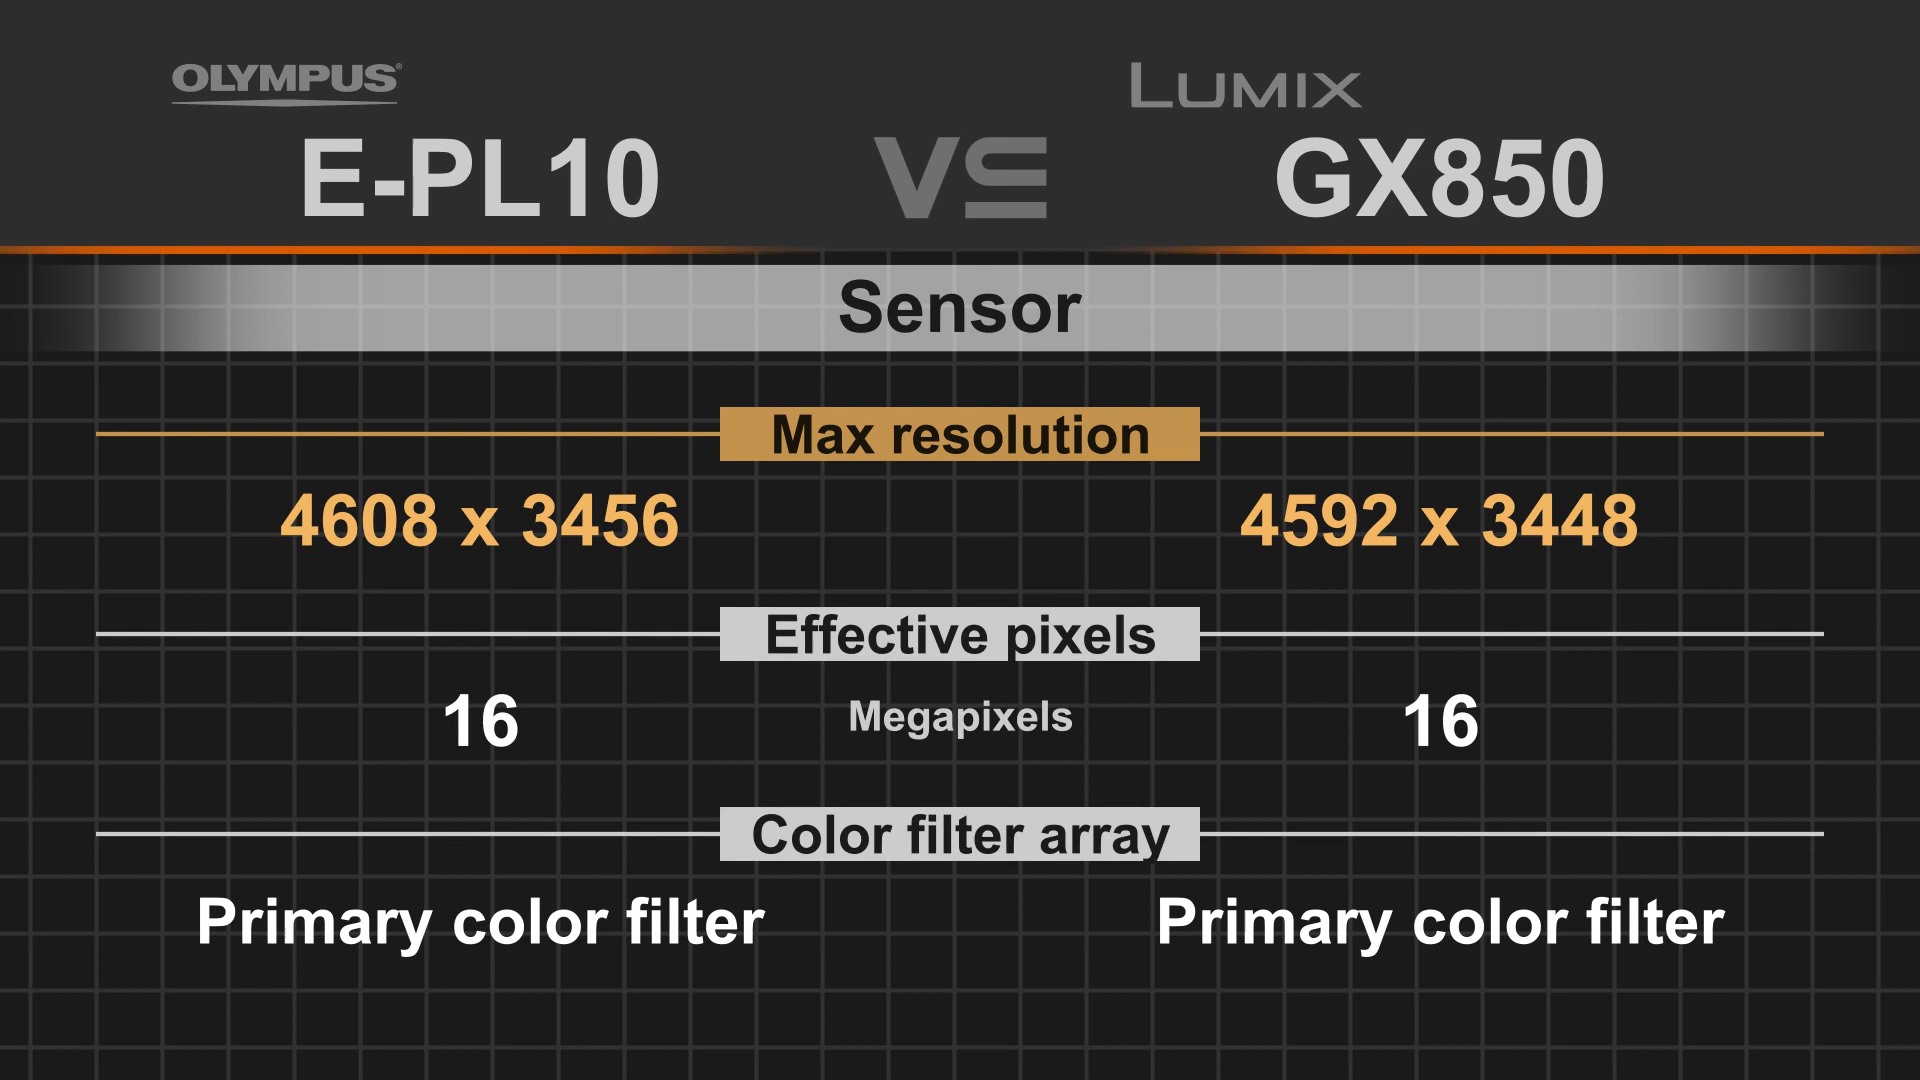 OLYMPUS®
LUMIX
E-PL10
VS
GX850
Sensor
Max resolution
4608 x 3456
4592 x 3448
Effective pixels
16
Megapixels
16
Color filter array
Primary color filter
Primary color filter